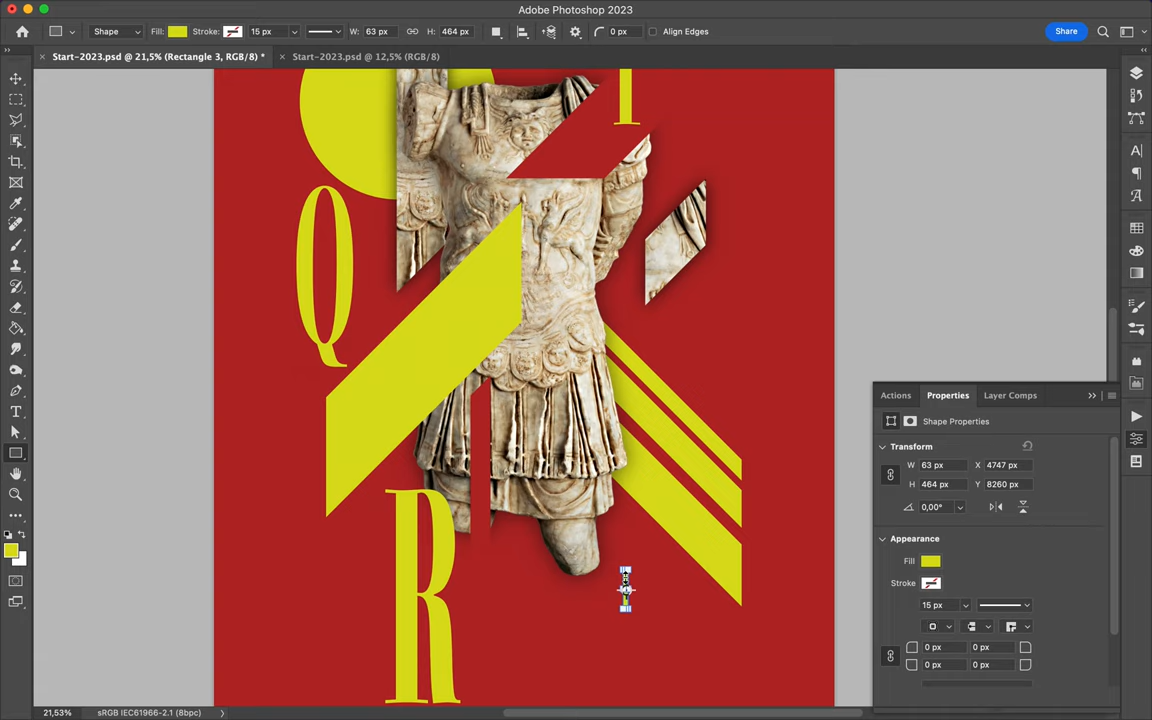 Adobe Photoshop 2023
Shape Fill: Stroke: 15 px W: 63 px H: 464 px 0 px Align Edges Share
Start-2023.psd @ 21,5% (Rectangle 3, RGB/8) * Start-2023.psd @ 12,5% (RGB/8)
I
Q
R
Actions Properties Layer Comps
Shape Properties
Transform
W 63 px X 4747 px
H 464 px Y 8260 px
0,00°
Appearance
Fill
Stroke
15 px
0 px 0 px
0 px 0 px
21,53% sRGB IEC61966-2.1 (8bpc)